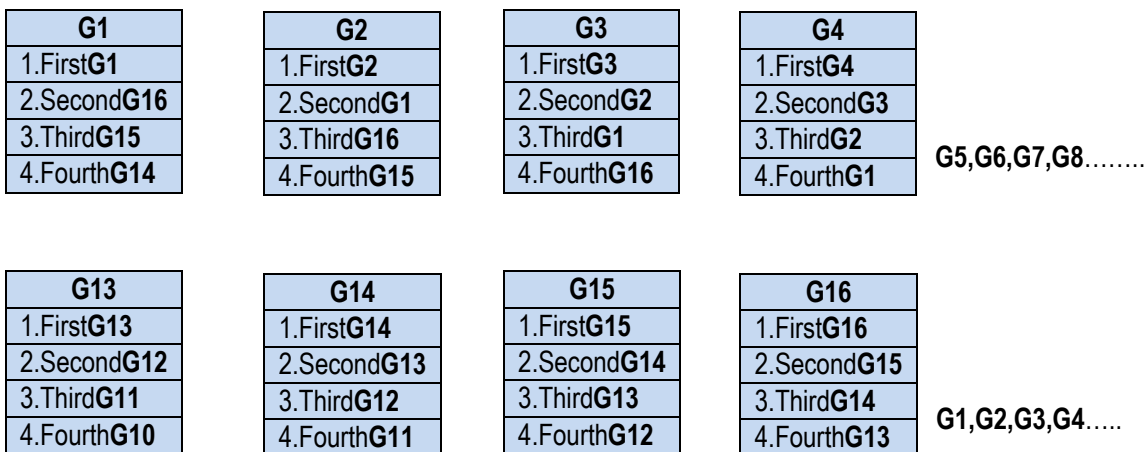 G1
1.FirstG1
2.SecondG16
3.ThirdG15
4.FourthG14
G2
1.FirstG2
2.SecondG1
3.ThirdG16
4.FourthG15
G3
1.FirstG3
2.SecondG2
3.ThirdG1
4.FourthG16
G4
1.FirstG4
2.SecondG3
3.ThirdG2
4.FourthG1
G5,G6,G7,G8……..
G13
1.FirstG13
2.SecondG12
3.ThirdG11
4.FourthG10
G14
1.FirstG14
2.SecondG13
3.ThirdG12
4.FourthG11
G15
1.FirstG15
2.SecondG14
3.ThirdG13
4.FourthG12
G16
1.FirstG16
2.SecondG15
3.ThirdG14
4.FourthG13
G1,G2,G3,G4…..